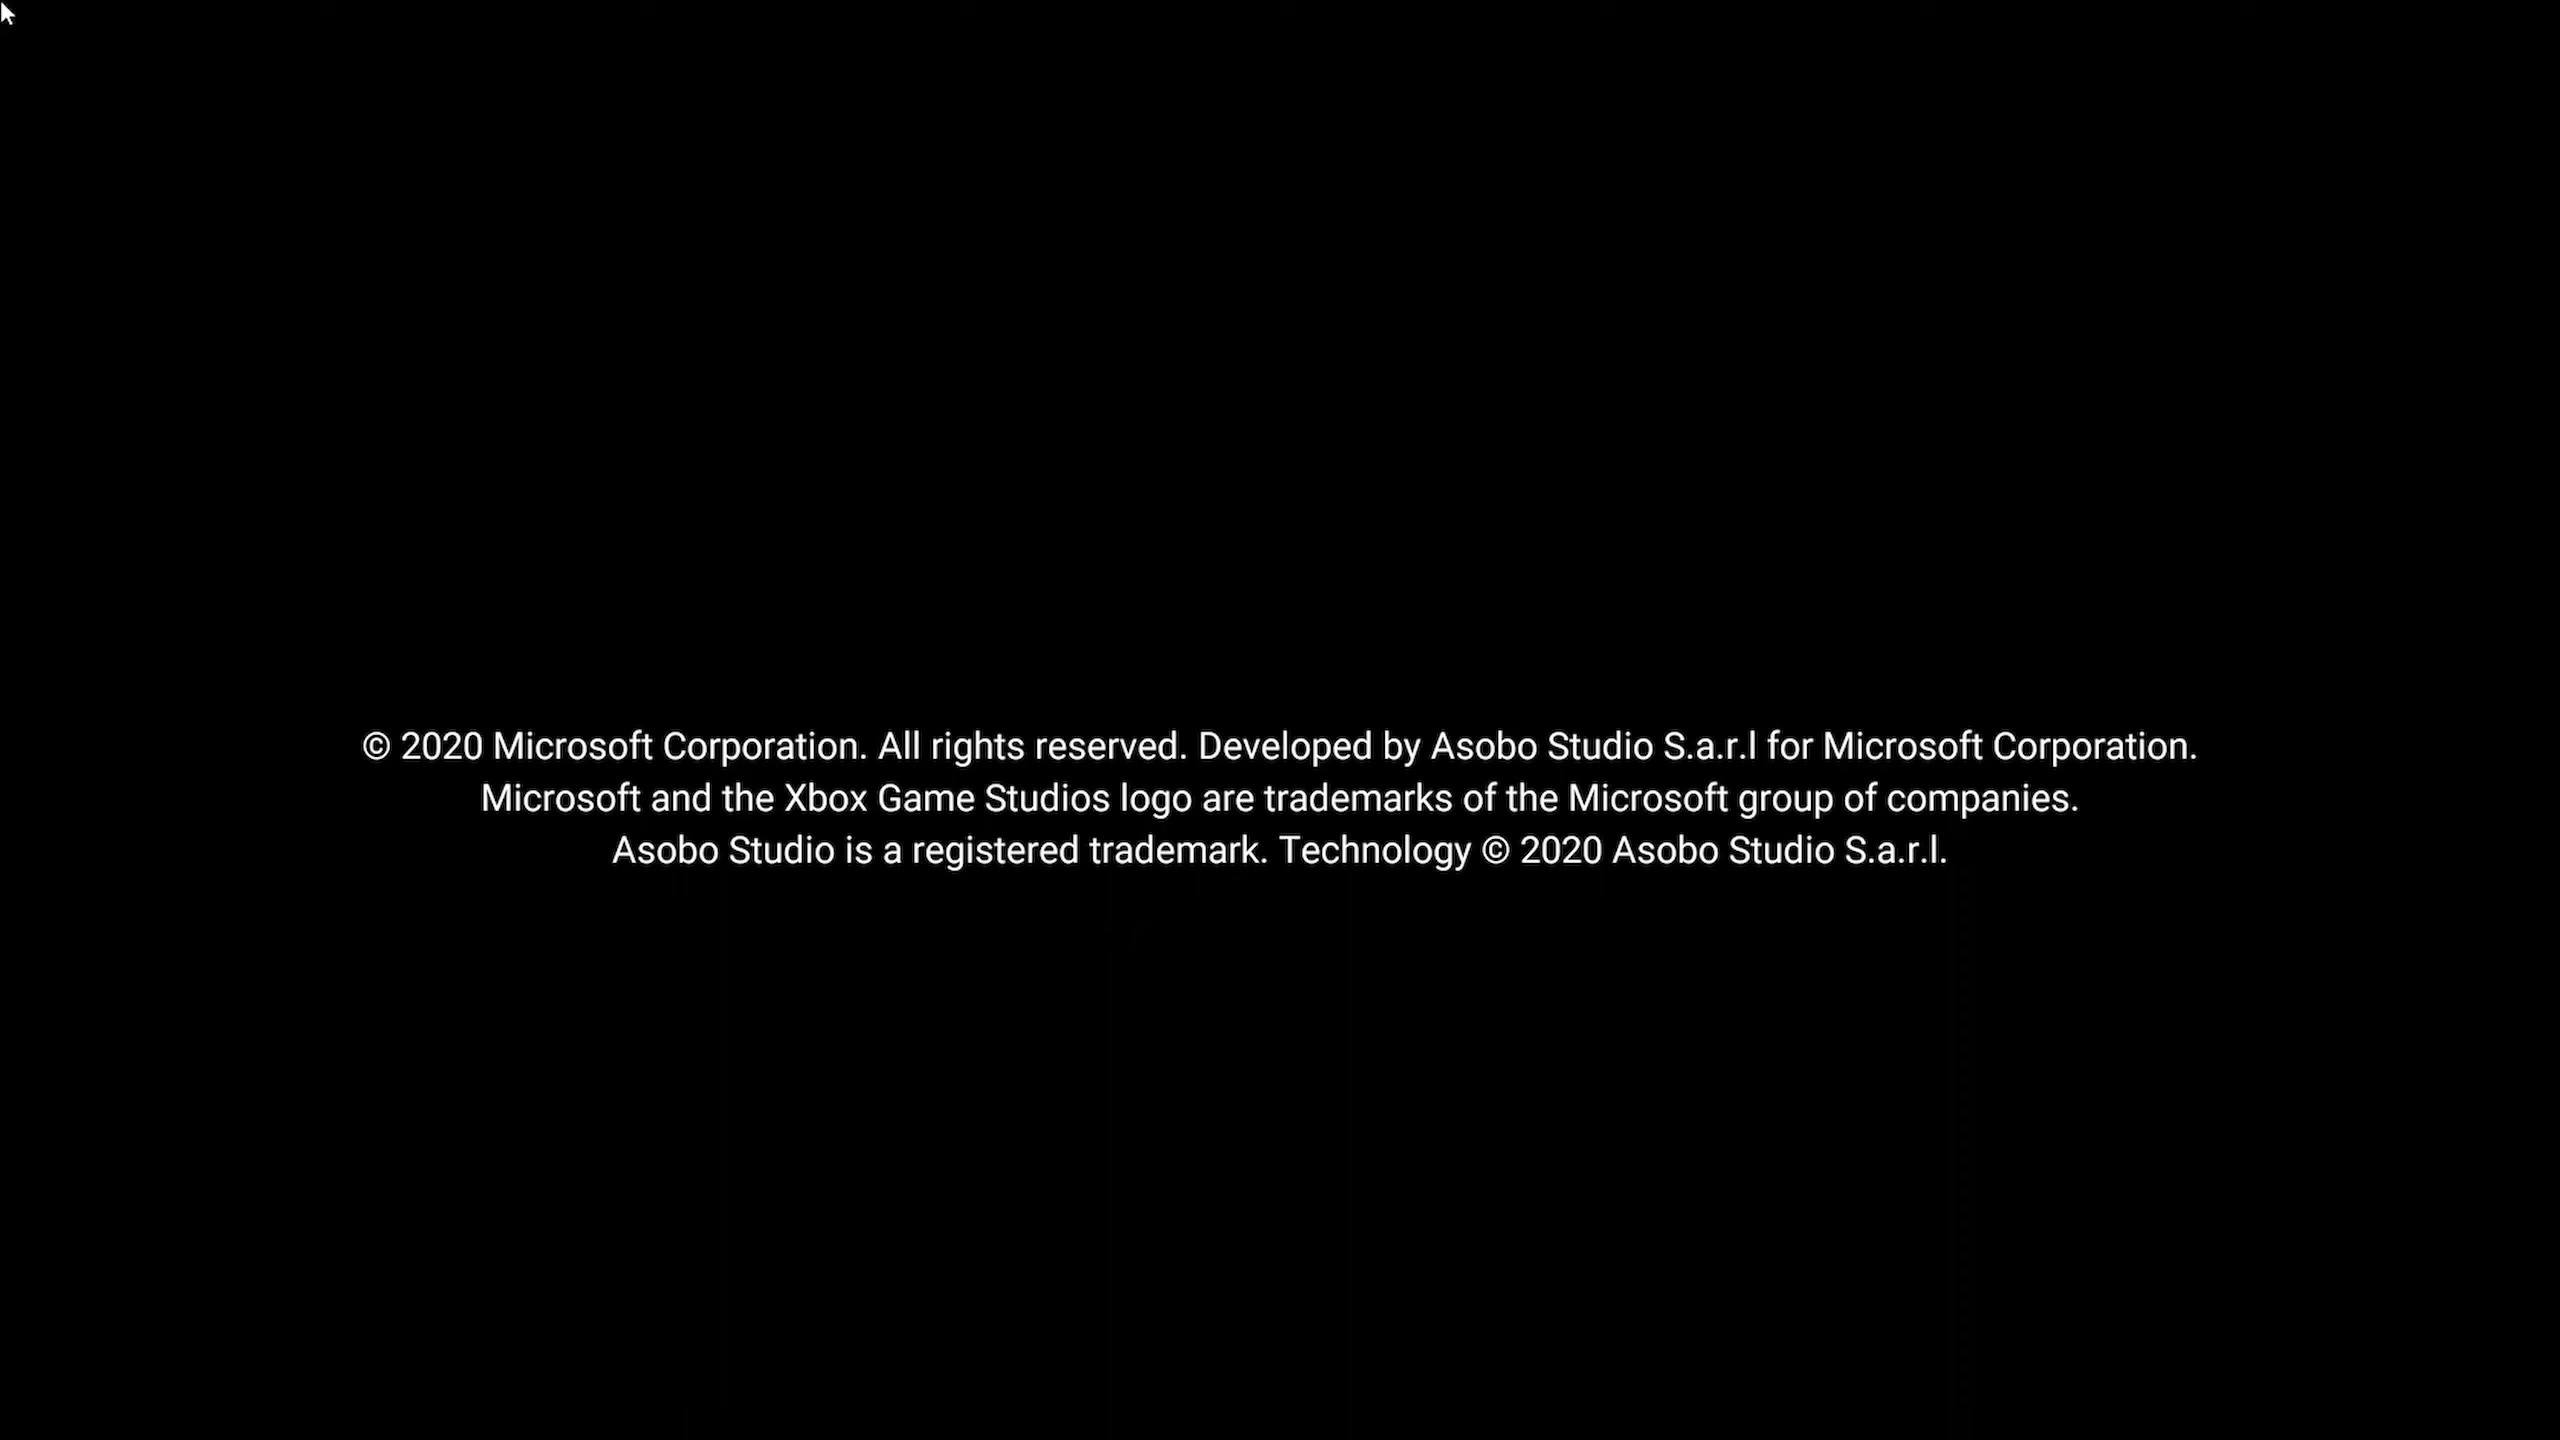 © 2020 Microsoft Corporation. All rights reserved. Developed by Asobo Studio S.a.r.l for Microsoft Corporation.
Microsoft and the Xbox Game Studios logo are trademarks of the Microsoft group of companies.
Asobo Studio is a registered trademark. Technology © 2020 Asobo Studio S.a.r.l.